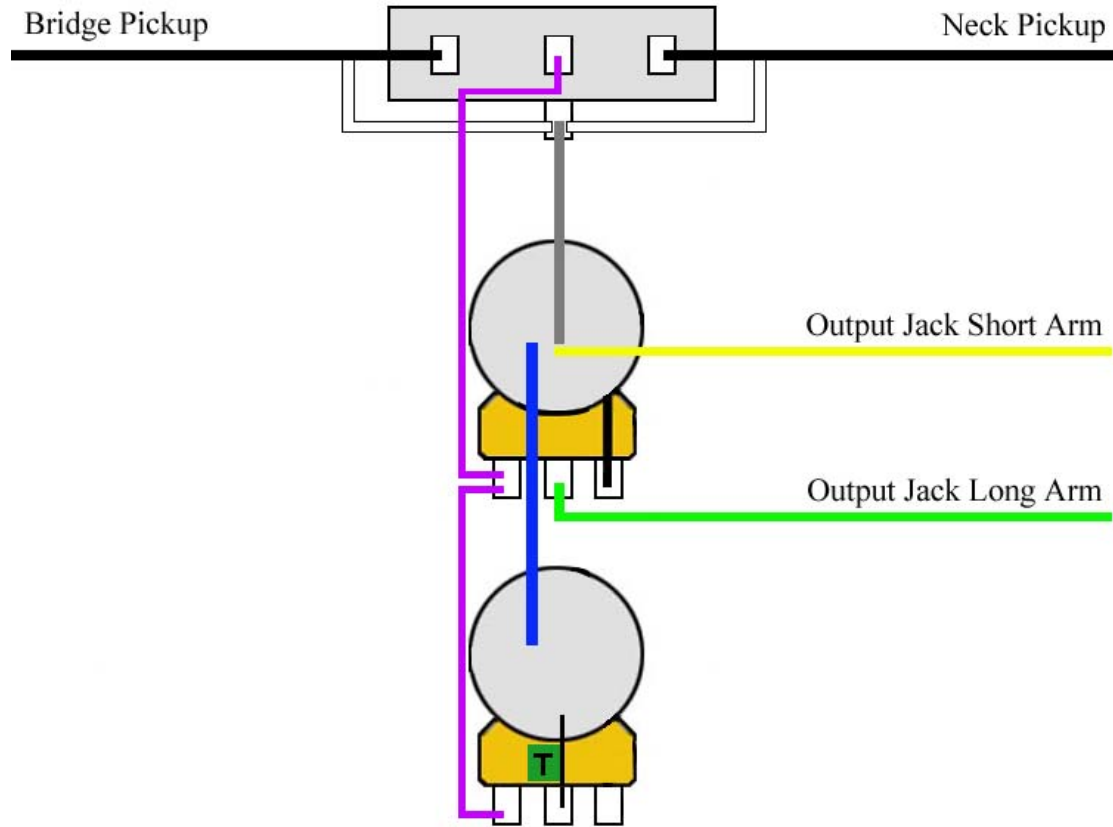 Bridge Pickup
Neck Pickup
Output Jack Short Arm
Output Jack Long Arm
T